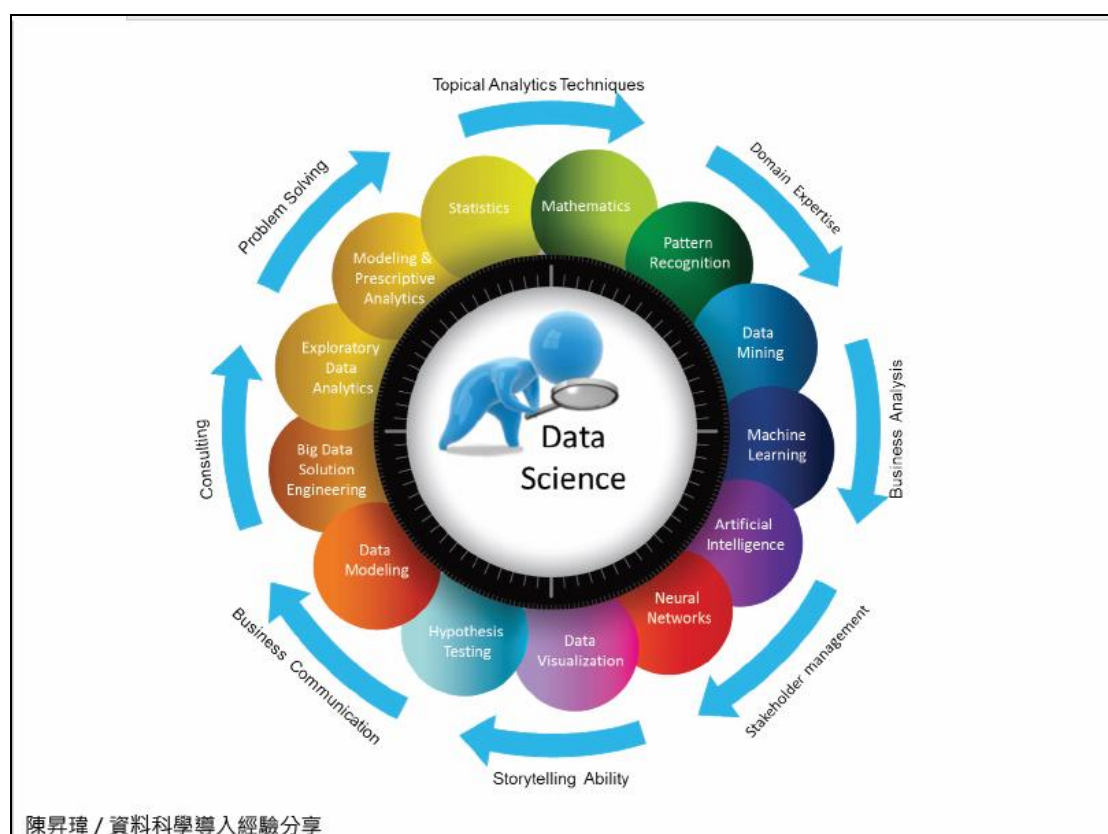 Topical Analytics Techniques
Domain Expertise
Business Analysis
Stakeholder management
Storytelling Ability
Business Communication
Consulting
Problem Solving
Statistics
Mathematics
Pattern
Recognition
Data
Mining
Machine
Learning
Artificial
Intelligence
Neural
Networks
Data
Visualization
Hypothesis
Testing
Data
Modeling
Big Data
Solution
Engineering
Exploratory
Data
Analytics
Modeling &
Prescriptive
Analytics
Data
Science
陳昇瑋 / 資料科學導入經驗分享